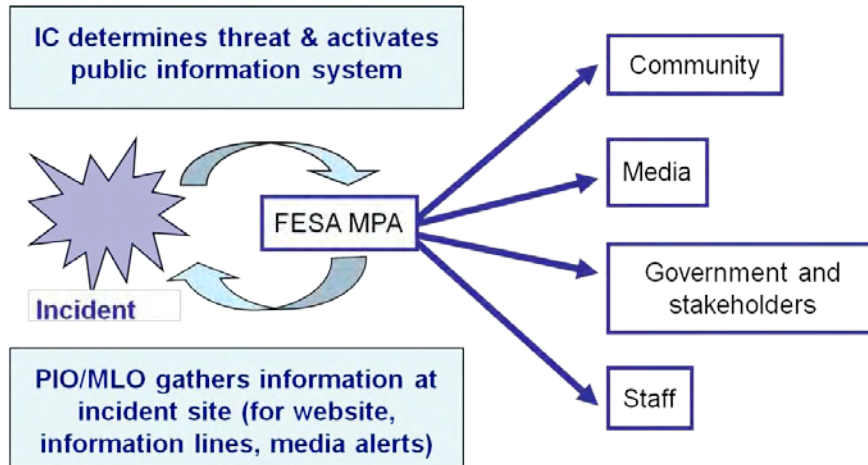 IC determines threat & activates
public information system
Incident
PIO/MLO gathers information at
incident site (for website,
information lines, media alerts)
FESA MPA
Community
Media
Government and
stakeholders
Staff